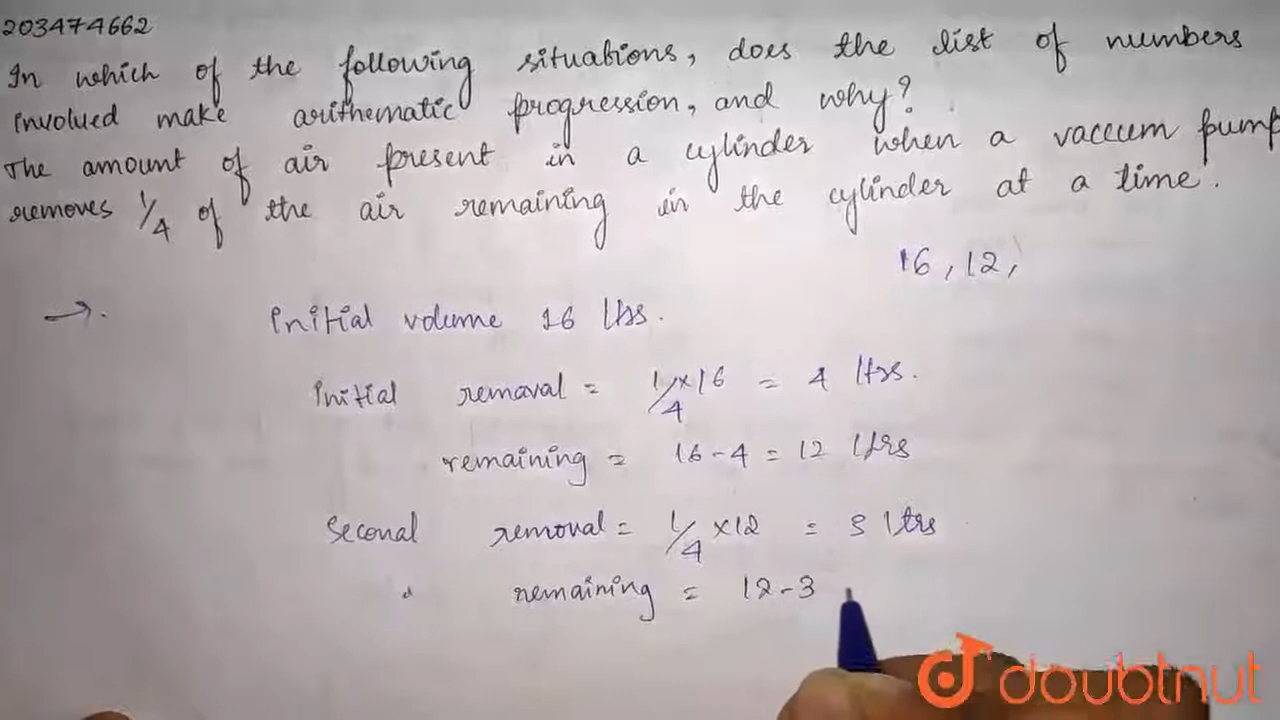 203474662
In which of the following situations, does the list of numbers
involved make arithematic progression, and why?
The amount of air present in a cylinder when a vaccum pump
removes 1/4 of the air remaining in the cylinder at a time.
16, 12,
→. Initial volume 16 ltrs.
Initial removal = 1/4 × 16 = 4 ltrs.
remaining = 16 - 4 = 12 ltrs
Second removal = 1/4 × 12 = 3 ltrs
remaining = 12 - 3
doubtnut